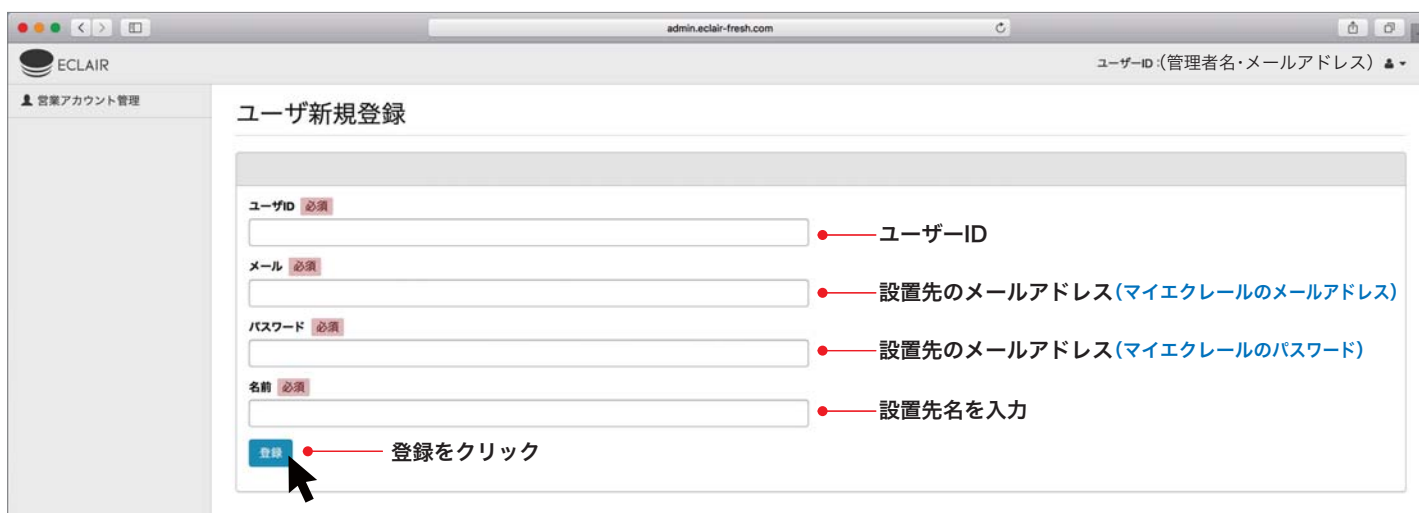 admin.eclair-fresh.com
ECLAIR
ユーザーID:(管理者名・メールアドレス)
営業アカウント管理
ユーザ新規登録
ユーザID 必須
ユーザーID
メール 必須
設置先のメールアドレス(マイエクレールのメールアドレス)
パスワード 必須
設置先のメールアドレス(マイエクレールのパスワード)
名前 必須
設置先名を入力
登録 登録をクリック